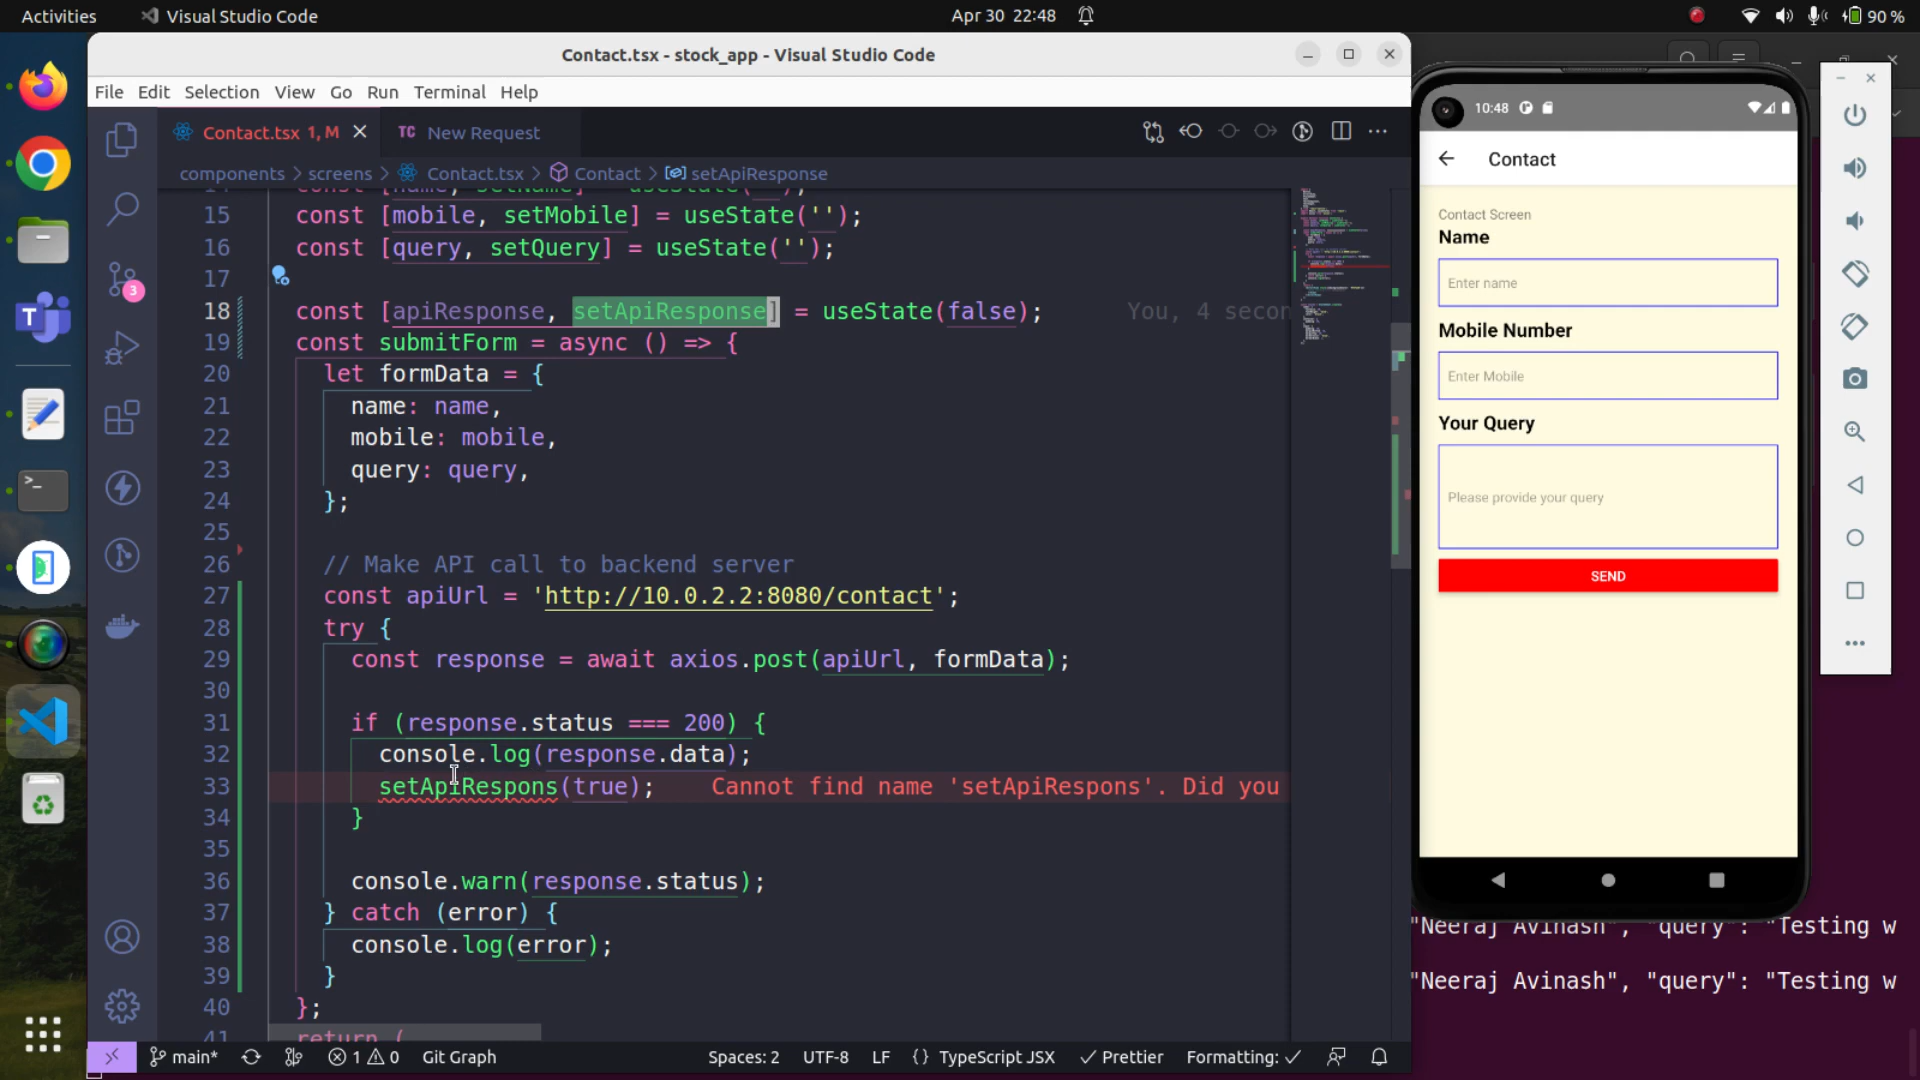 Activities
Visual Studio Code
Apr 30 22:48
90 %
Contact.tsx - stock_app - Visual Studio Code
File Edit Selection View Go Run Terminal Help
Contact.tsx 1, M
TC New Request
components > screens > Contact.tsx > Contact > setApiResponse
15 const [mobile, setMobile] = useState('');
16 const [query, setQuery] = useState('');
17
18 const [apiResponse, setApiResponse] = useState(false); You, 4 secon
19 const submitForm = async () => {
20 let formData = {
21 name: name,
22 mobile: mobile,
23 query: query,
24 };
25
26 // Make API call to backend server
27 const apiUrl = 'http://10.0.2.2:8080/contact';
28 try {
29 const response = await axios.post(apiUrl, formData);
30
31 if (response.status === 200) {
32 console.log(response.data);
33 setApiRespons(true); Cannot find name 'setApiRespons'. Did you
34 }
35
36 console.warn(response.status);
37 } catch (error) {
38 console.log(error);
39 }
40 };
41 return (
3
main*
1 0
Git Graph
Spaces: 2
UTF-8
LF
{} TypeScript JSX
Prettier
Formatting:
10:48
Contact
Contact Screen
Name
Enter name
Mobile Number
Enter Mobile
Your Query
Please provide your query
SEND
"Neeraj Avinash", "query": "Testing w
"Neeraj Avinash", "query": "Testing w